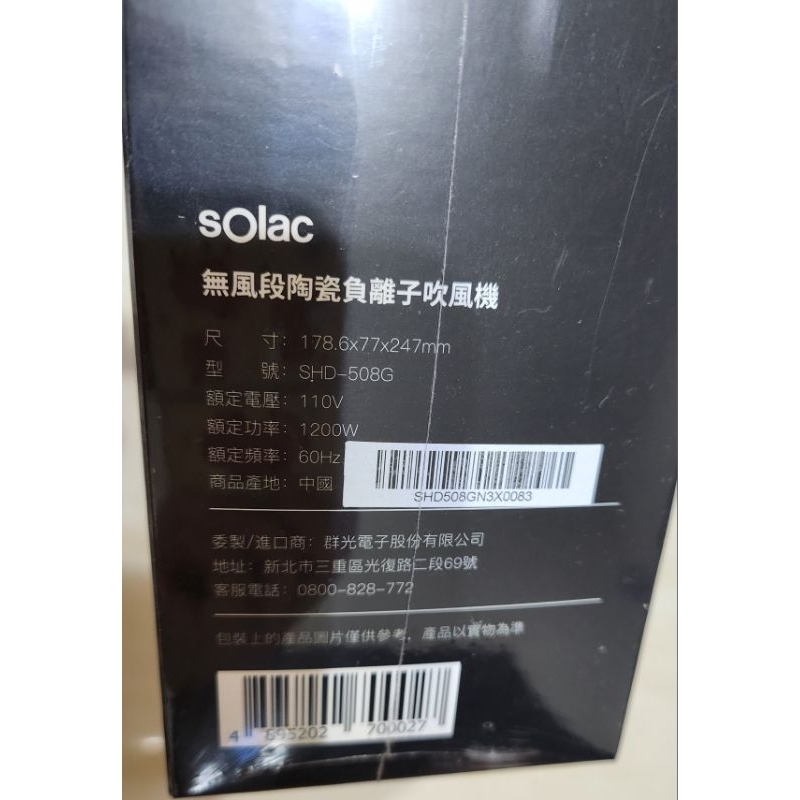 solac
無風段陶瓷負離子吹風機
尺 寸：178.6x77x247mm
型 號：SHD-508G
額定電壓：110V
額定功率：1200W
額定頻率：60Hz
商品產地：中國
SHD508GN3X0083
委製/進口商：群光電子股份有限公司
地址：新北市三重區光復路二段69號
客服電話：0800-828-772
包裝上的產品圖片僅供參考，產品以實物為準
4 895202 700027